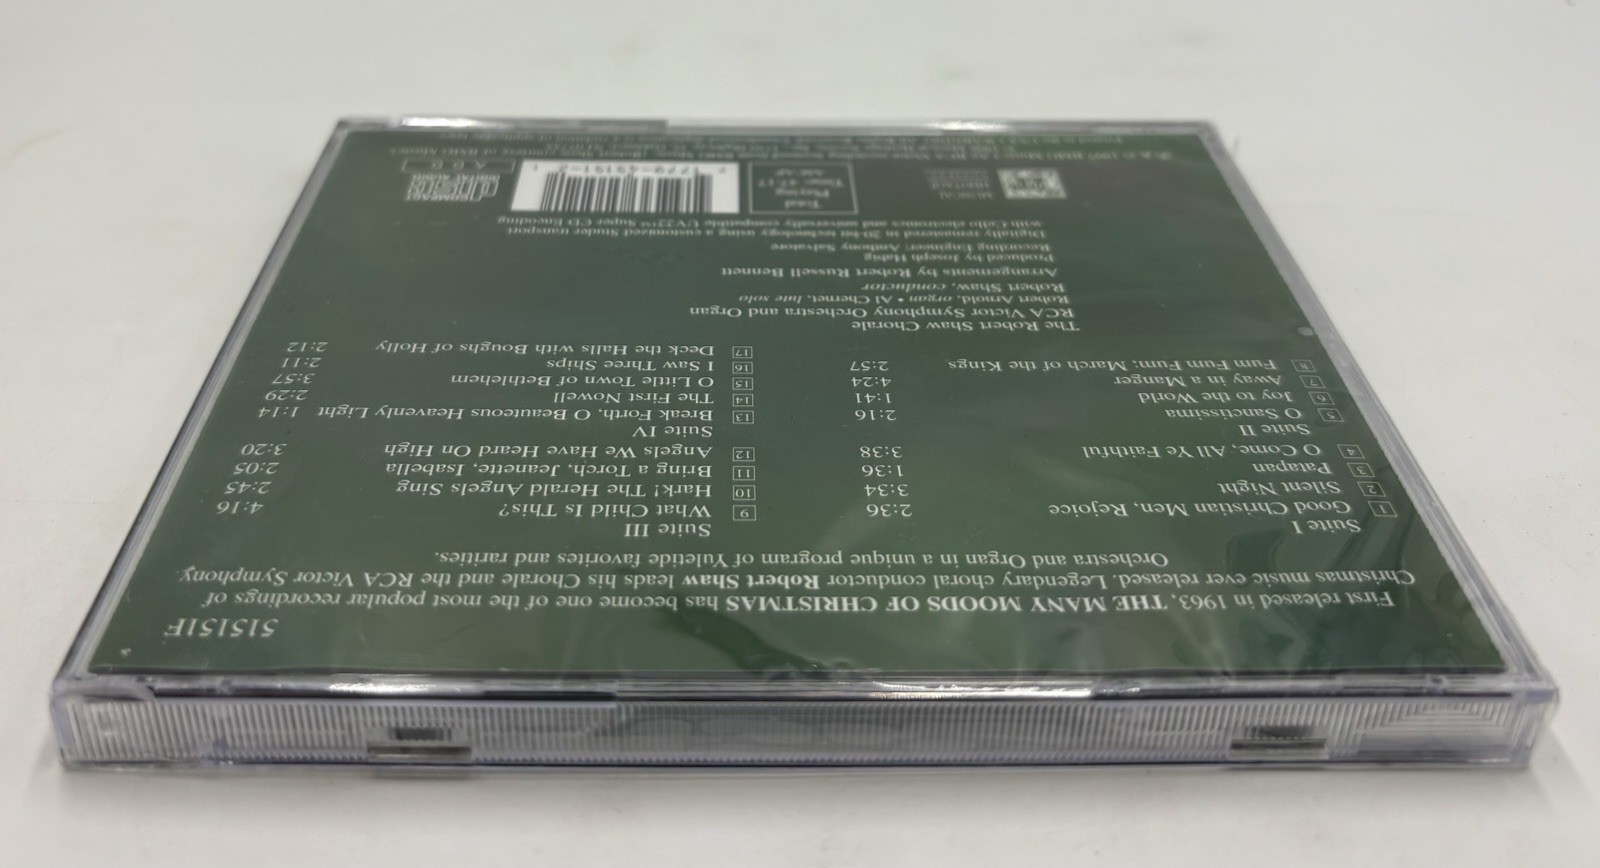 515151F
First released in 1963, THE MANY MOODS OF CHRISTMAS has become one of the most popular recordings of
Christmas music ever released. Legendary choral conductor Robert Shaw leads his Chorale and the RCA Victor Symphony
Orchestra and Organ in a unique program of Yuletide favorites and rarities.
Suite I
1 Good Christian Men, Rejoice 2:36
2 Silent Night 3:34
3 Patapan 1:36
4 O Come, All Ye Faithful 3:38
Suite II
5 O Sanctissima 2:16
6 Joy to the World 1:41
7 Away in a Manger 4:24
8 Fum Fum Fum; March of the Kings 2:57
Suite III
9 What Child Is This? 4:16
10 Hark! The Herald Angels Sing 2:45
11 Bring a Torch, Jeanette, Isabella 2:05
12 Angels We Have Heard On High 3:20
Suite IV
13 Break Forth, O Beauteous Heavenly Light 1:14
14 The First Nowell 2:29
15 O Little Town of Bethlehem 3:57
16 I Saw Three Ships 2:11
17 Deck the Halls with Boughs of Holly 2:12
The Robert Shaw Chorale
RCA Victor Symphony Orchestra and Organ
Robert Arnold, organ • Al Chernet, lute solo
Robert Shaw, conductor
Arrangements by Robert Russell Bennett
Produced by Joseph Habig
Recording Engineer: Anthony Salvatore
Digitally remastered in 20-bit technology using a customized Studer transport
with Cello electronics and universally compatible UV22™ Super CD Encoding
MUSICAL
HERITAGE
Total
Playing
Time: 47:17
ASCAP
COMPACT
disc
DIGITAL AUDIO
A D D